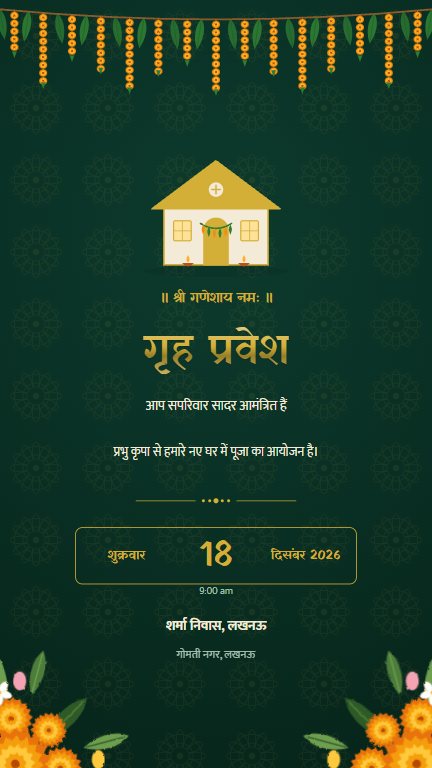 ॥ श्री गणेशाय नमः ॥
गृह प्रवेश
आप सपरिवार सादर आमंत्रित हैं
प्रभु कृपा से हमारे नए घर में पूजा का आयोजन है।
शुक्रवार 18 दिसंबर 2026
9:00 am
शर्मा निवास, लखनऊ
गोमती नगर, लखनऊ